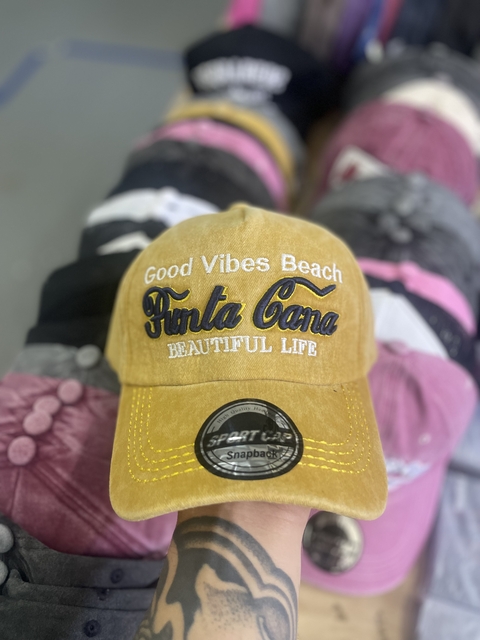 Good Vibes Beach
Punta Cana
BEAUTIFUL LIFE
SPORT CAP
Snapback